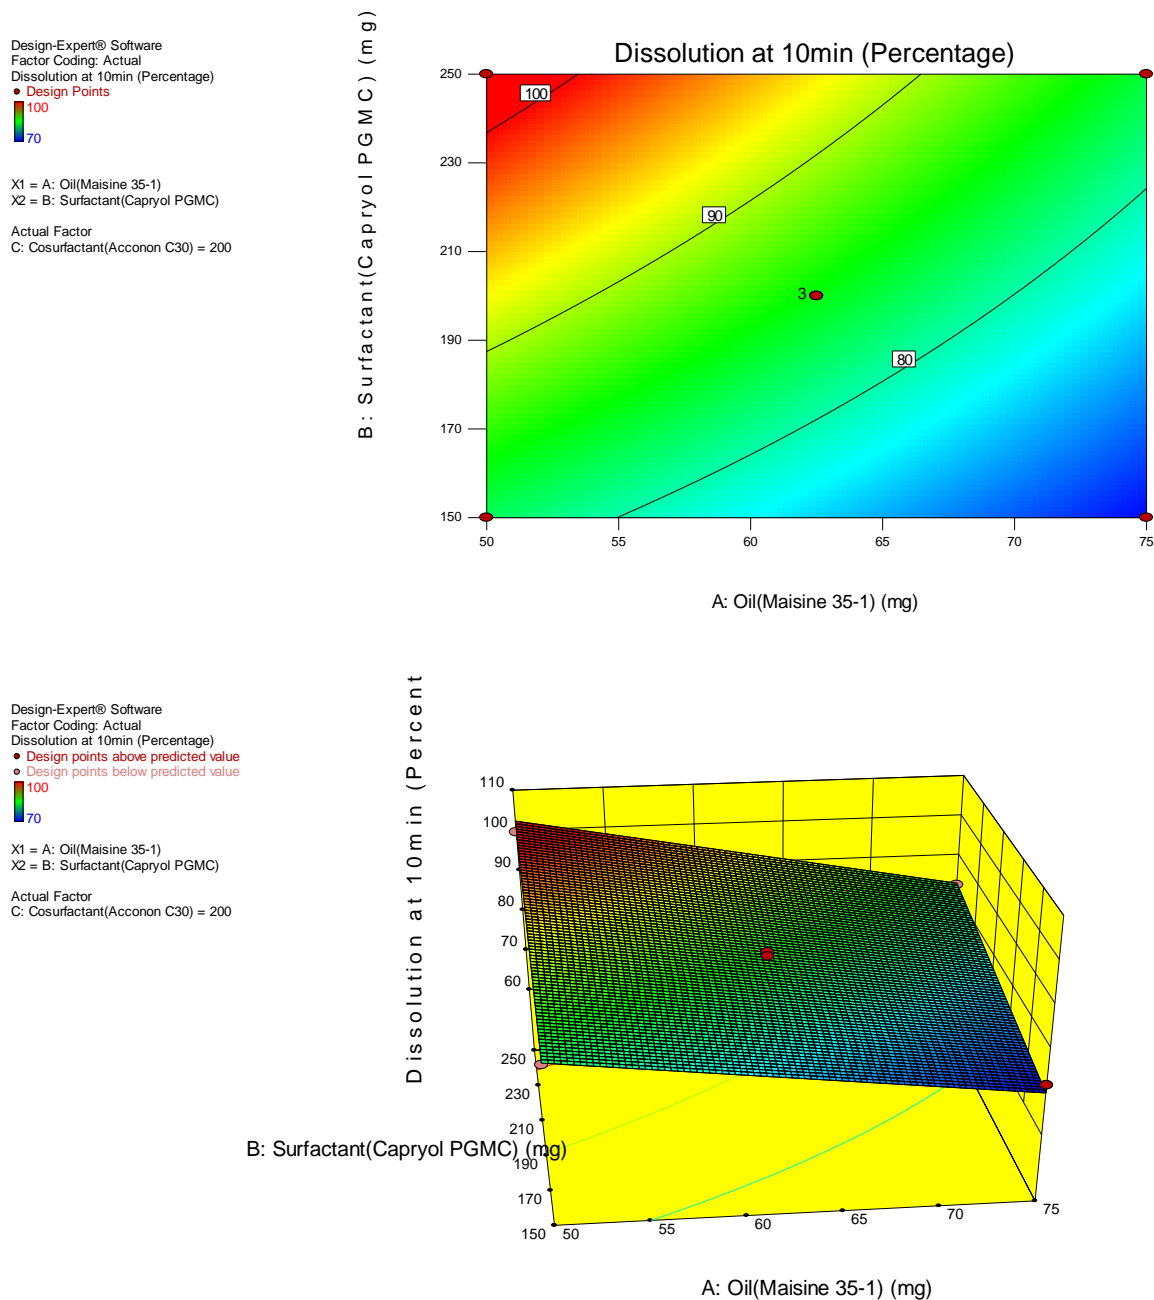 Design-Expert® Software
Factor Coding: Actual
Dissolution at 10min (Percentage)
Design Points
100
70
X1 = A: Oil(Maisine 35-1)
X2 = B: Surfactant(Capryol PGMC)
Actual Factor
C: Cosurfactant(Acconon C30) = 200
Dissolution at 10min (Percentage)
B: Surfactant(Capryol PGMC) (mg)
250
230
210
190
170
150
100
90
3
80
50
55
60
65
70
75
A: Oil(Maisine 35-1) (mg)
Design-Expert® Software
Factor Coding: Actual
Dissolution at 10min (Percentage)
Design points above predicted value
Design points below predicted value
100
70
X1 = A: Oil(Maisine 35-1)
X2 = B: Surfactant(Capryol PGMC)
Actual Factor
C: Cosurfactant(Acconon C30) = 200
Dissolution at 10min (Percent
110
100
90
80
70
60
250
230
210
190
170
150
B: Surfactant(Capryol PGMC) (mg)
50
55
60
65
70
75
A: Oil(Maisine 35-1) (mg)